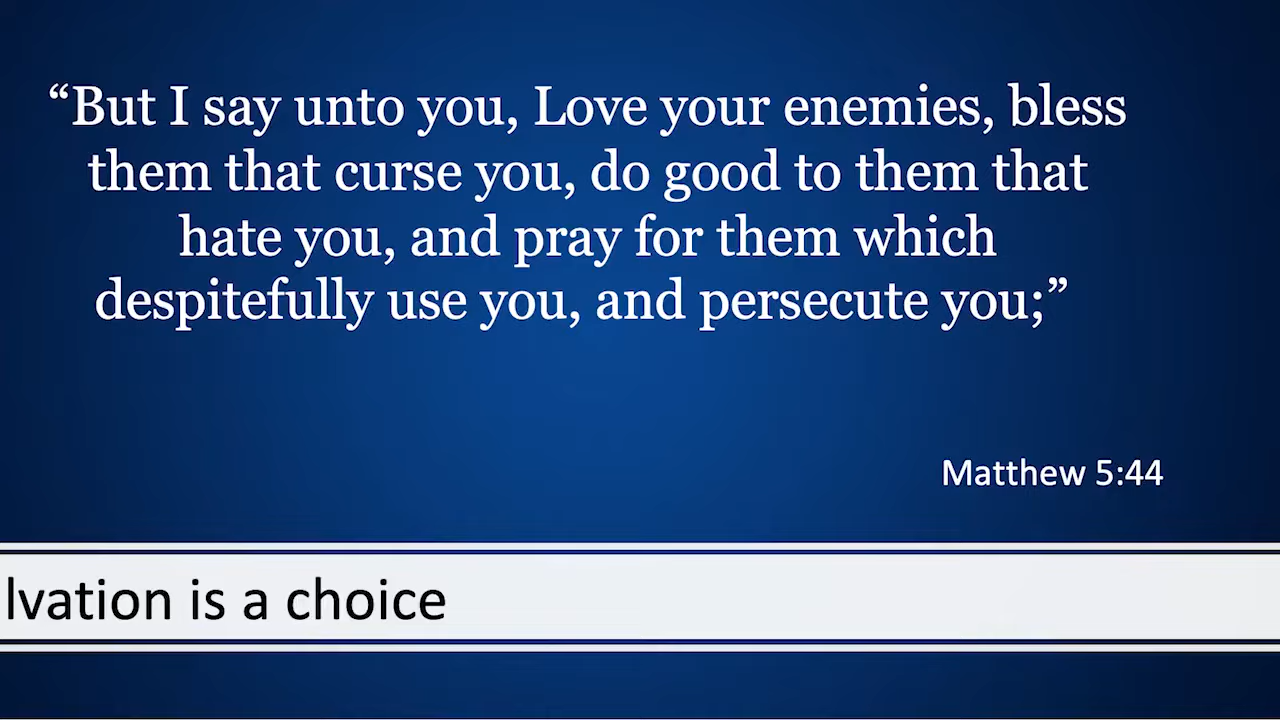 “But I say unto you, Love your enemies, bless
them that curse you, do good to them that
hate you, and pray for them which
despitefully use you, and persecute you;”
Matthew 5:44
lvation is a choice